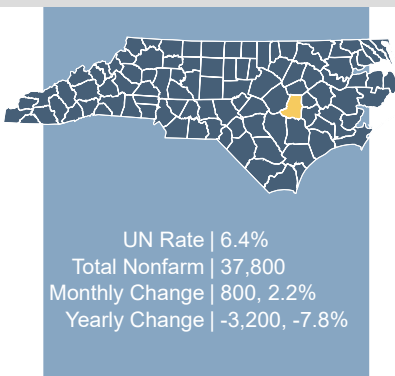 UN Rate | 6.4%
Total Nonfarm | 37,800
Monthly Change | 800, 2.2%
Yearly Change | -3,200, -7.8%